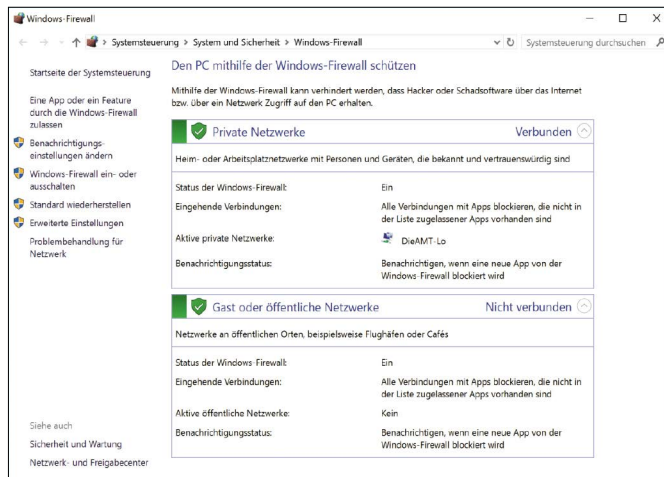 Windows-Firewall
Systemsteuerung > System und Sicherheit > Windows-Firewall
Systemsteuerung durchsuchen
Startseite der Systemsteuerung
Eine App oder ein Feature
durch die Windows-Firewall
zulassen
Benachrichtigungs-
einstellungen ändern
Windows-Firewall ein- oder
ausschalten
Standard wiederherstellen
Erweiterte Einstellungen
Problembehandlung für
Netzwerk
Siehe auch
Sicherheit und Wartung
Netzwerk- und Freigabecenter
Den PC mithilfe der Windows-Firewall schützen
Mithilfe der Windows-Firewall kann verhindert werden, dass Hacker oder Schadsoftware über das Internet
bzw. über ein Netzwerk Zugriff auf den PC erhalten.
Private Netzwerke Verbunden
Heim- oder Arbeitsplatznetzwerke mit Personen und Geräten, die bekannt und vertrauenswürdig sind
Status der Windows-Firewall: Ein
Eingehende Verbindungen: Alle Verbindungen mit Apps blockieren, die nicht in
der Liste zugelassener Apps vorhanden sind
Aktive private Netzwerke: DieAMT-Lo
Benachrichtigungsstatus: Benachrichtigen, wenn eine neue App von der
Windows-Firewall blockiert wird
Gast oder öffentliche Netzwerke Nicht verbunden
Netzwerke an öffentlichen Orten, beispielsweise Flughäfen oder Cafés
Status der Windows-Firewall: Ein
Eingehende Verbindungen: Alle Verbindungen mit Apps blockieren, die nicht in
der Liste zugelassener Apps vorhanden sind
Aktive öffentliche Netzwerke: Kein
Benachrichtigungsstatus: Benachrichtigen, wenn eine neue App von der
Windows-Firewall blockiert wird